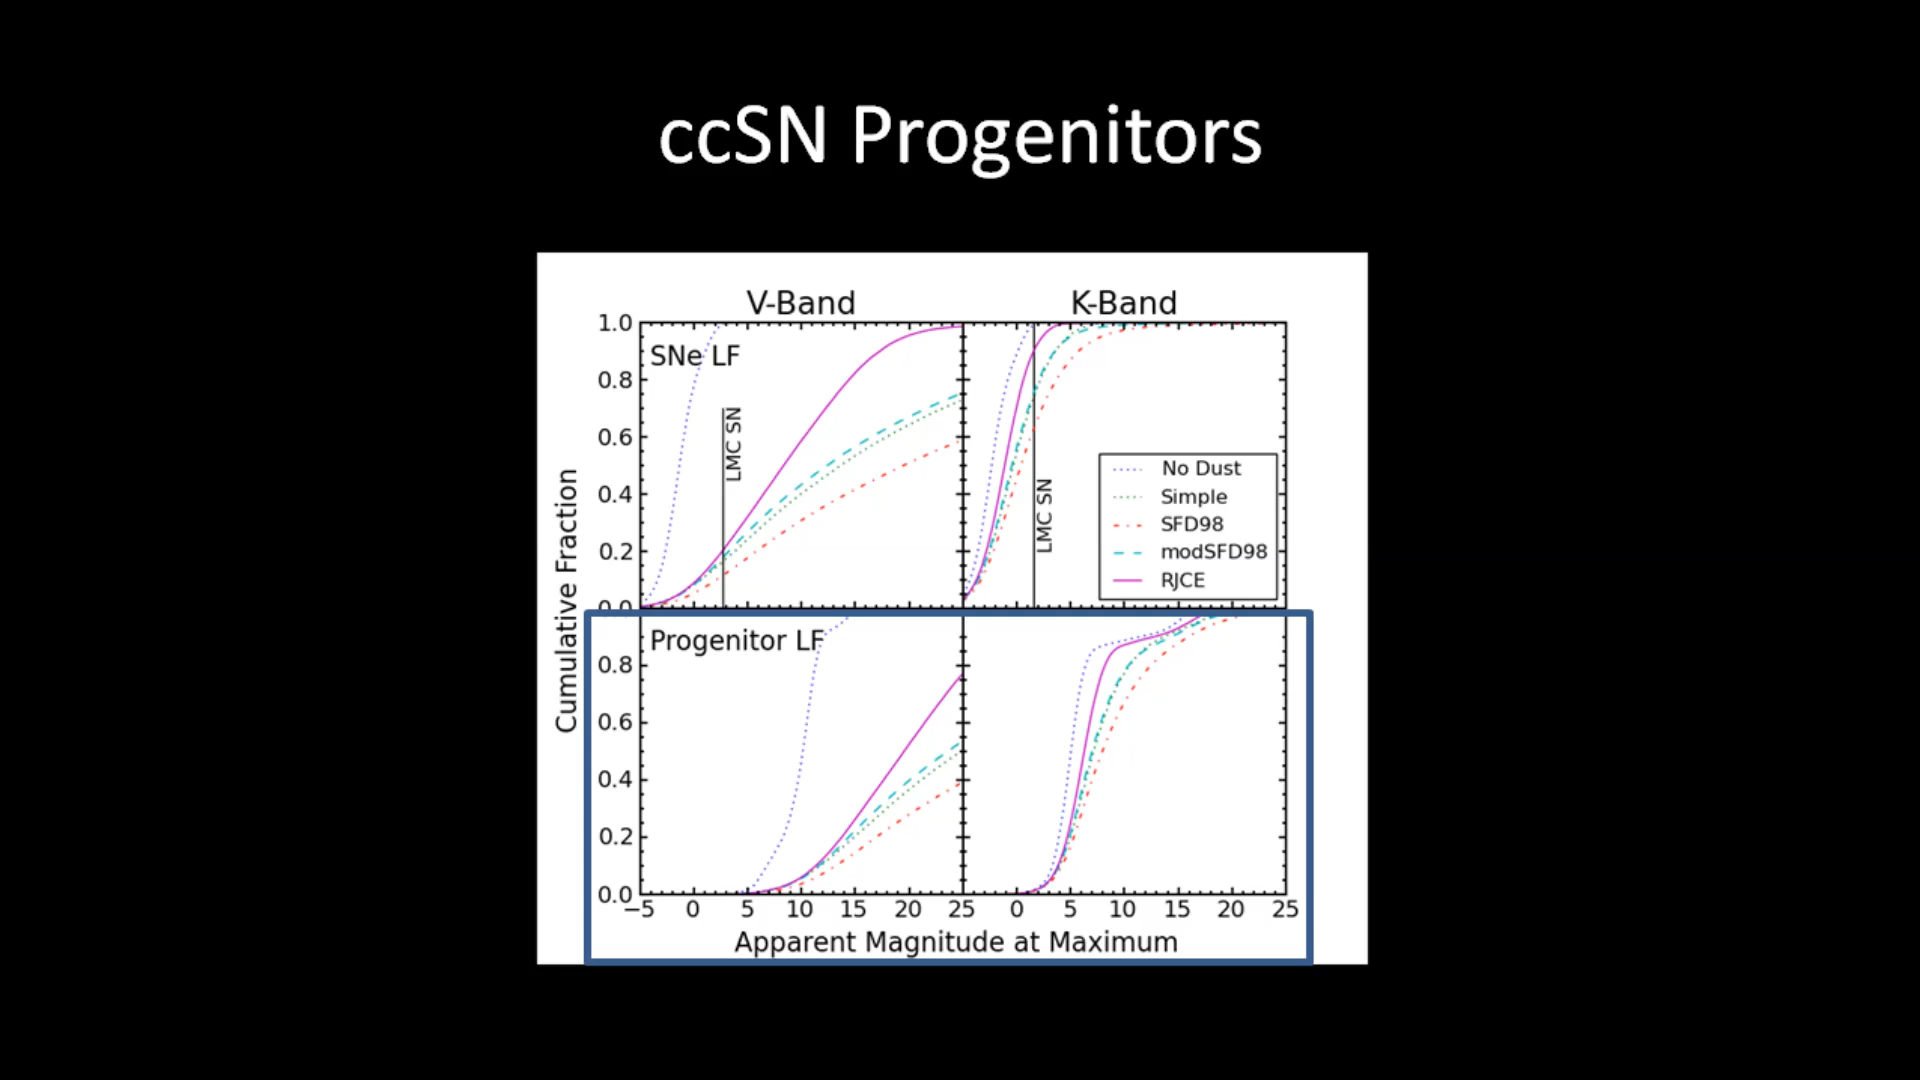 ccSN Progenitors
V-Band
K-Band
1.0
SNe LF
0.8
LMC SN
0.6
0.4
0.2
0.0
LMC SN
No Dust
Simple
SFD98
modSFD98
RJCE
Cumulative Fraction
Progenitor LF
0.8
0.6
0.4
0.2
0.0
−5 0 5 10 15 20 25 0 5 10 15 20 25
Apparent Magnitude at Maximum